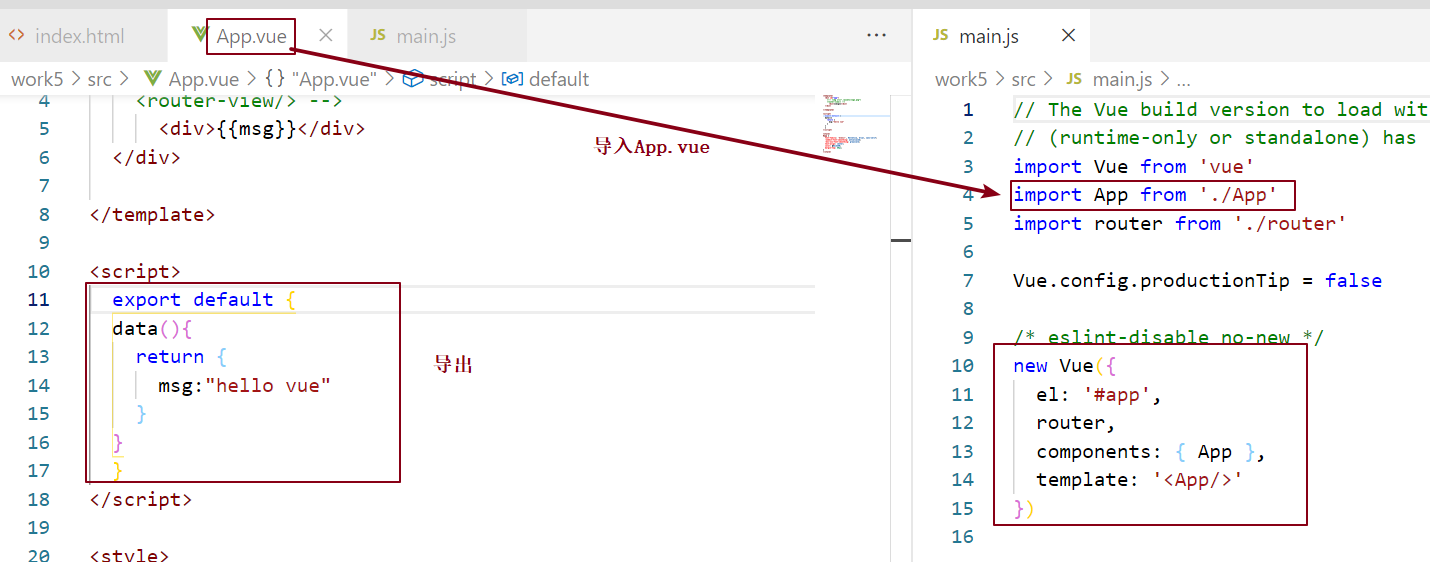 index.html
App.vue
main.js
work5 > src > App.vue > {} "App.vue" > script > default
4 <router-view/> -->
5 <div>{{msg}}</div>
6 </div>
7
8 </template>
9
10 <script>
11 export default {
12 data(){
13 return {
14 msg:"hello vue"
15 }
16 }
17 }
18 </script>
19
20 <style>
导入App.vue
导出
JS main.js
work5 > src > JS main.js > ...
1 // The Vue build version to load wit
2 // (runtime-only or standalone) has
3 import Vue from 'vue'
4 import App from './App'
5 import router from './router'
6
7 Vue.config.productionTip = false
8
9 /* eslint-disable no-new */
10 new Vue({
11 el: '#app',
12 router,
13 components: { App },
14 template: '<App/>'
15 })
16